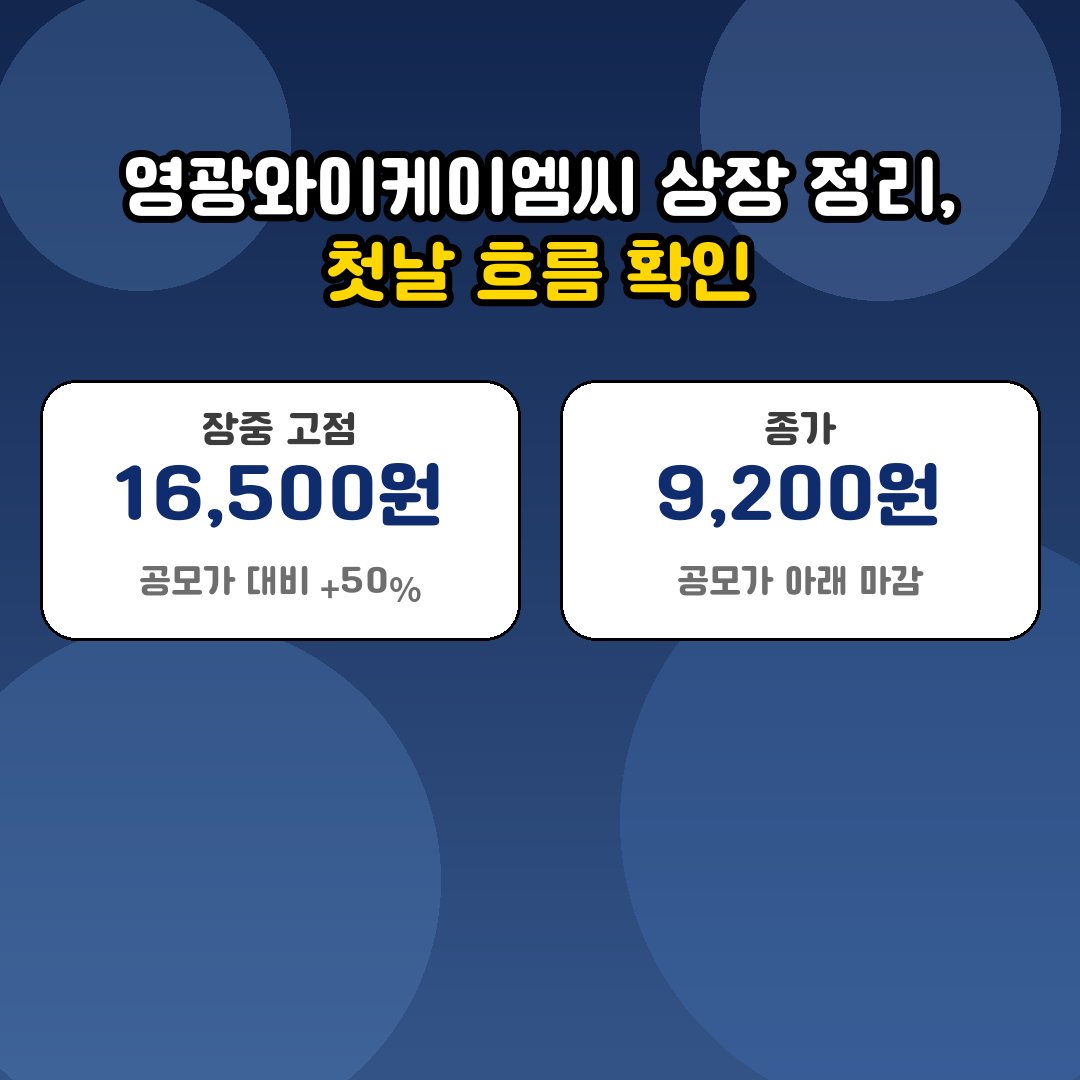 영광와이케이엠씨 상장 정리,
첫날 흐름 확인
장중 고점
16,500원
공모가 대비 +50%
종가
9,200원
공모가 아래 마감